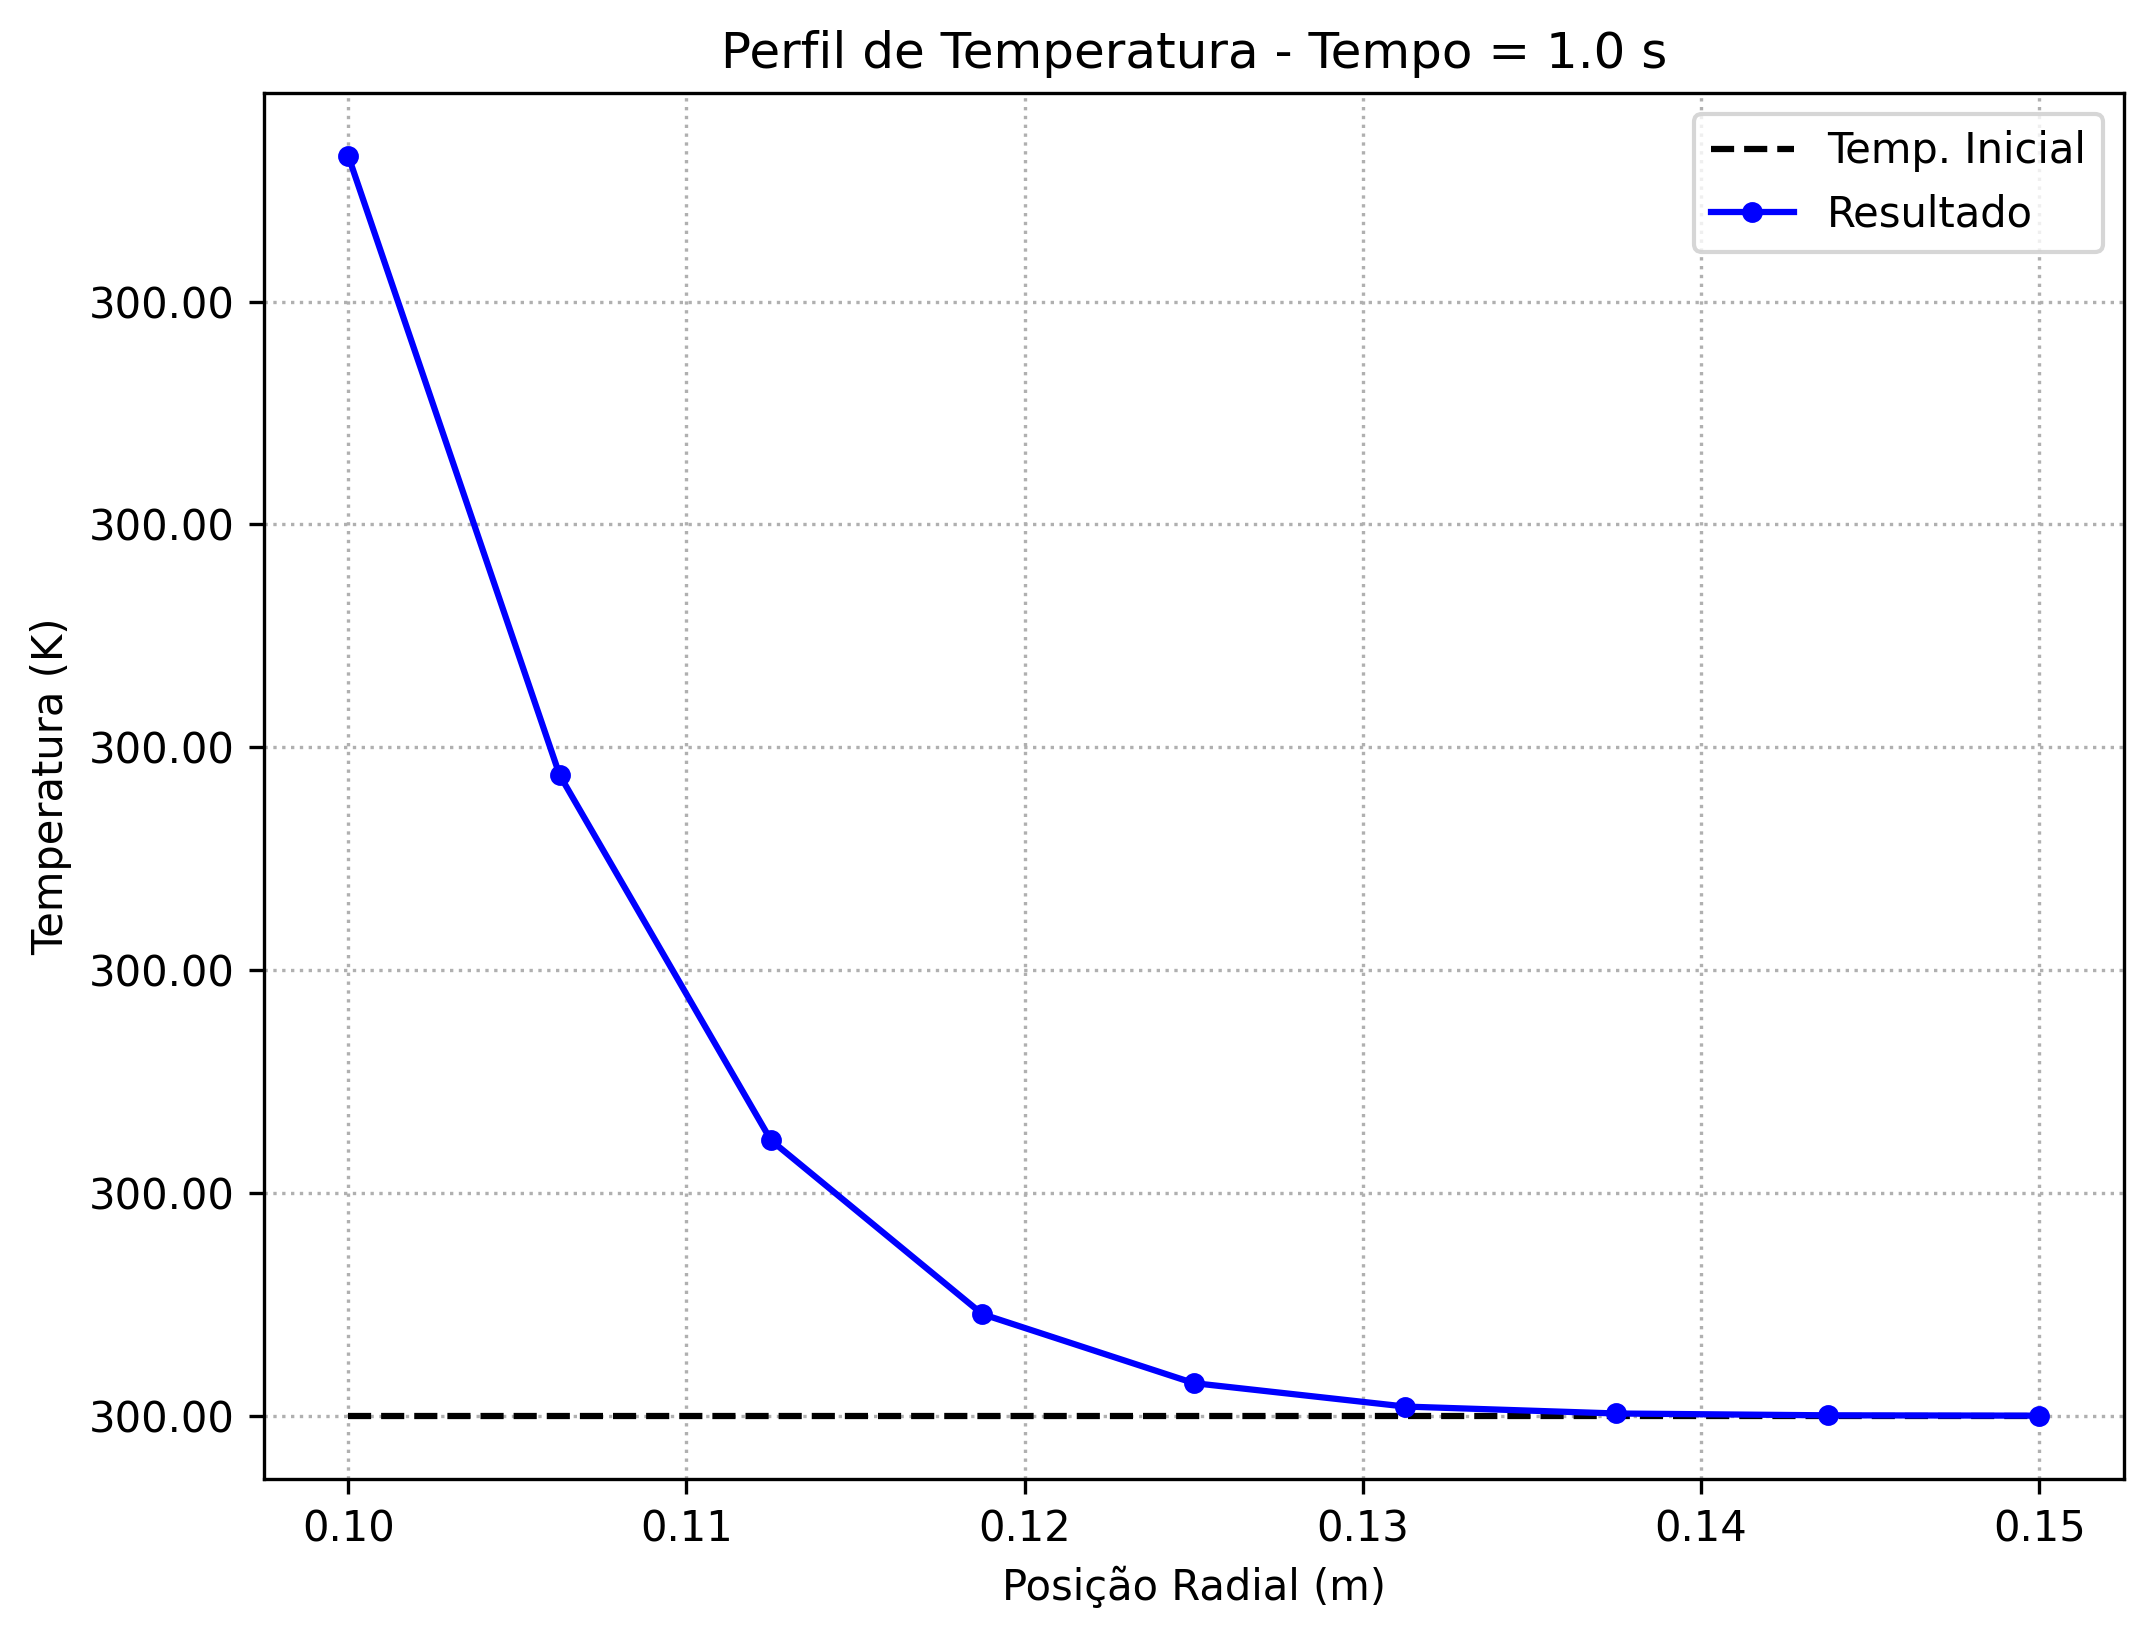 Perfil de Temperatura - Tempo = 1.0 s
Temp. Inicial
Resultado
300.00
300.00
300.00
300.00
300.00
300.00
Temperatura (K)
0.10 0.11 0.12 0.13 0.14 0.15
Posição Radial (m)